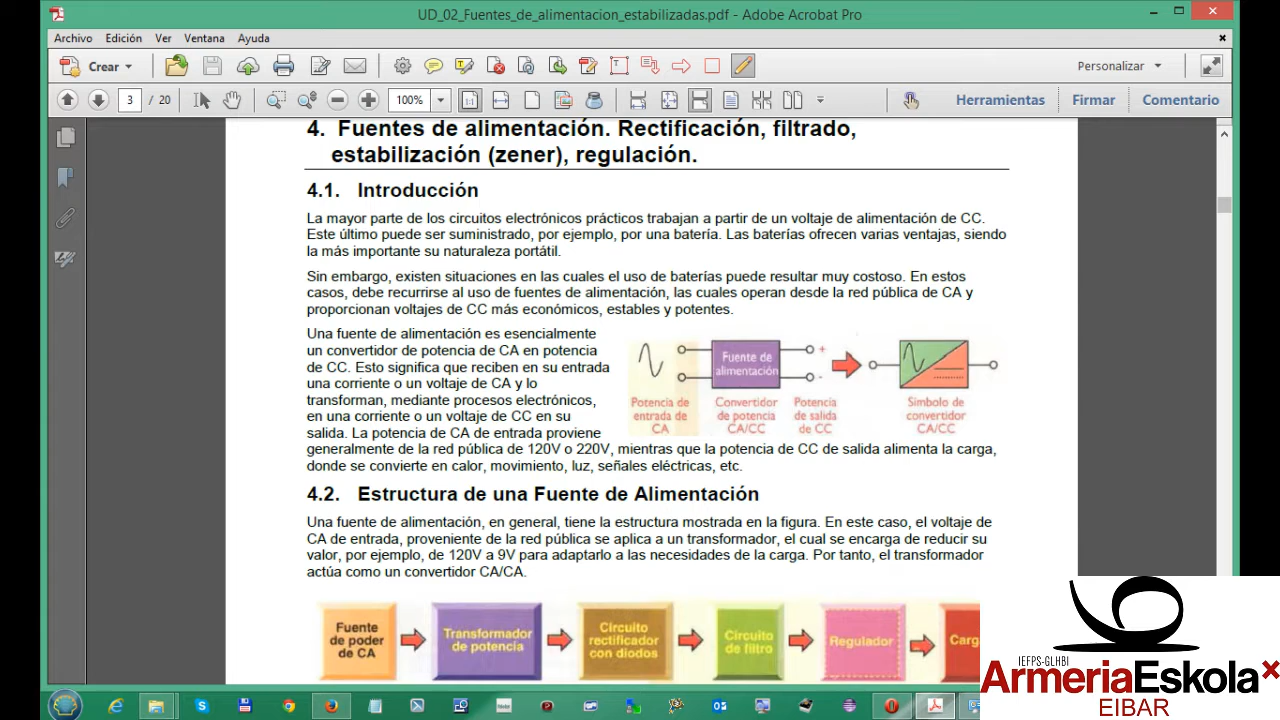 UD_02_Fuentes_de_alimentacion_estabilizadas.pdf - Adobe Acrobat Pro
Archivo Edición Ver Ventana Ayuda
Crear
Personalizar
3 / 20
100%
Herramientas Firmar Comentario
4. Fuentes de alimentación. Rectificación, filtrado,
estabilización (zener), regulación.
4.1. Introducción
La mayor parte de los circuitos electrónicos prácticos trabajan a partir de un voltaje de alimentación de CC.
Este último puede ser suministrado, por ejemplo, por una batería. Las baterías ofrecen varias ventajas, siendo
la más importante su naturaleza portátil.
Sin embargo, existen situaciones en las cuales el uso de baterías puede resultar muy costoso. En estos
casos, debe recurrirse al uso de fuentes de alimentación, las cuales operan desde la red pública de CA y
proporcionan voltajes de CC más económicos, estables y potentes.
Una fuente de alimentación es esencialmente
un convertidor de potencia de CA en potencia
de CC. Esto significa que reciben en su entrada
una corriente o un voltaje de CA y lo
transforman, mediante procesos electrónicos,
en una corriente o un voltaje de CC en su
salida. La potencia de CA de entrada proviene
generalmente de la red pública de 120V o 220V, mientras que la potencia de CC de salida alimenta la carga,
donde se convierte en calor, movimiento, luz, señales eléctricas, etc.
Fuente de
alimentación
+
-
Potencia de
entrada de
CA
Convertidor
de potencia
CA/CC
Potencia
de salida
de CC
Símbolo de
convertidor
CA/CC
4.2. Estructura de una Fuente de Alimentación
Una fuente de alimentación, en general, tiene la estructura mostrada en la figura. En este caso, el voltaje de
CA de entrada, proveniente de la red pública se aplica a un transformador, el cual se encarga de reducir su
valor, por ejemplo, de 120V a 9V para adaptarlo a las necesidades de la carga. Por tanto, el transformador
actúa como un convertidor CA/CA.
Fuente
de poder
de CA
Transformador
de potencia
Circuito
rectificador
con diodos
Circuito
de filtro
Regulador
Carg
IEFPS-GLHBI
ArmeriaEskola
EIBAR